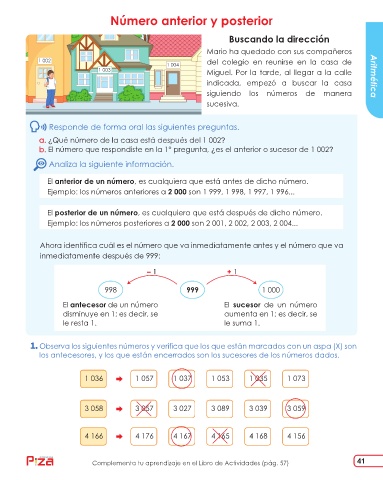 Número anterior y posterior
Buscando la dirección
Mario ha quedado con sus compañeros
del colegio en reunirse en la casa de
Miguel. Por la tarde, al llegar a la calle
indicada, empezó a buscar la casa
siguiendo los números de manera
sucesiva.
1 002
1 003
1 004
Aritmética
Responde de forma oral las siguientes preguntas.
a. ¿Qué número de la casa está después del 1 002?
b. El número que respondiste en la 1° pregunta, ¿es el anterior o sucesor de 1 002?
Analiza la siguiente información.
El anterior de un número, es cualquiera que está antes de dicho número.
Ejemplo: los números anteriores a 2 000 son 1 999, 1 998, 1 997, 1 996...
El posterior de un número, es cualquiera que está después de dicho número.
Ejemplo: los números posteriores a 2 000 son 2 001, 2 002, 2 003, 2 004...
Ahora identifica cuál es el número que va inmediatamente antes y el número que va
inmediatamente después de 999:
– 1 + 1
998 999 1 000
El antecesor de un número
disminuye en 1; es decir, se
le resta 1.
El sucesor de un número
aumenta en 1; es decir, se
le suma 1.
1. Observa los siguientes números y verifica que los que están marcados con un aspa (X) son
los antecesores, y los que están encerrados son los sucesores de los números dados.
1 036 1 057 1 037 1 053 1 035 1 073
3 058 3 057 3 027 3 089 3 039 3 059
4 166 4 176 4 167 4 165 4 168 4 156
Piza
Complementa tu aprendizaje en el Libro de Actividades (pág. 57)
41